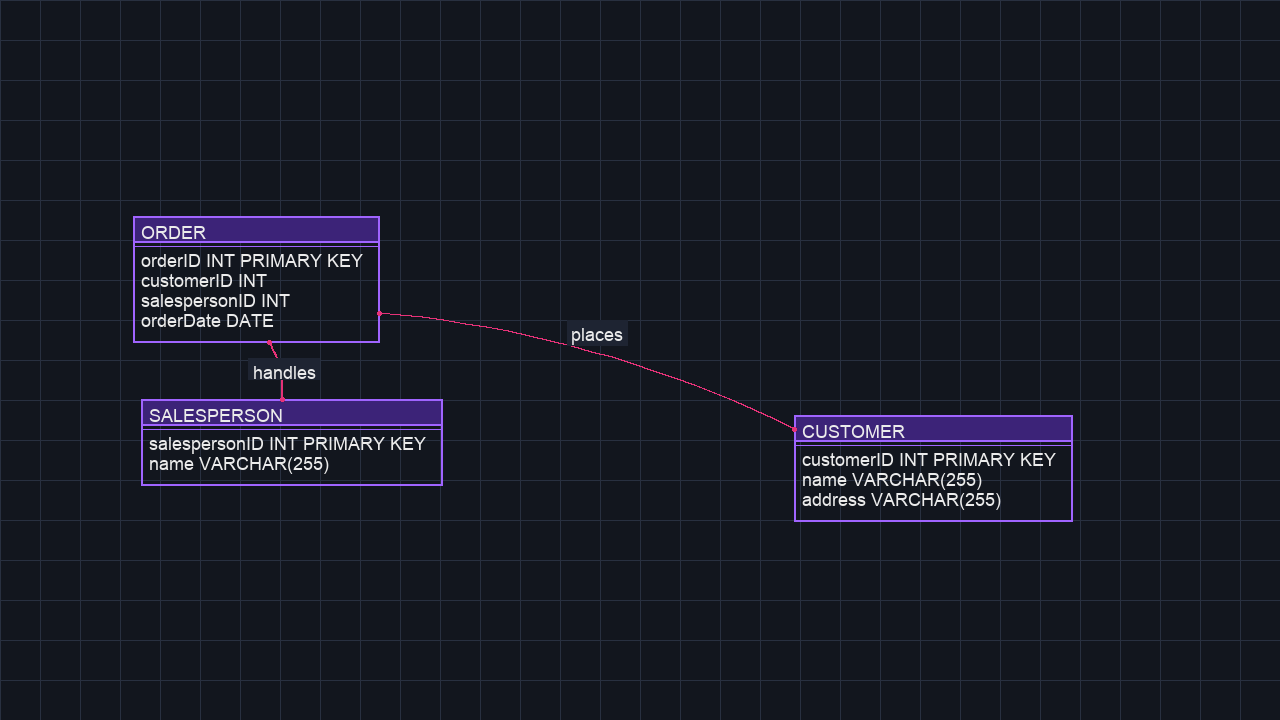 ORDER
orderID INT PRIMARY KEY
customerID INT
salespersonID INT
orderDate DATE
places
handles
SALESPERSON
salespersonID INT PRIMARY KEY
name VARCHAR(255)
CUSTOMER
customerID INT PRIMARY KEY
name VARCHAR(255)
address VARCHAR(255)